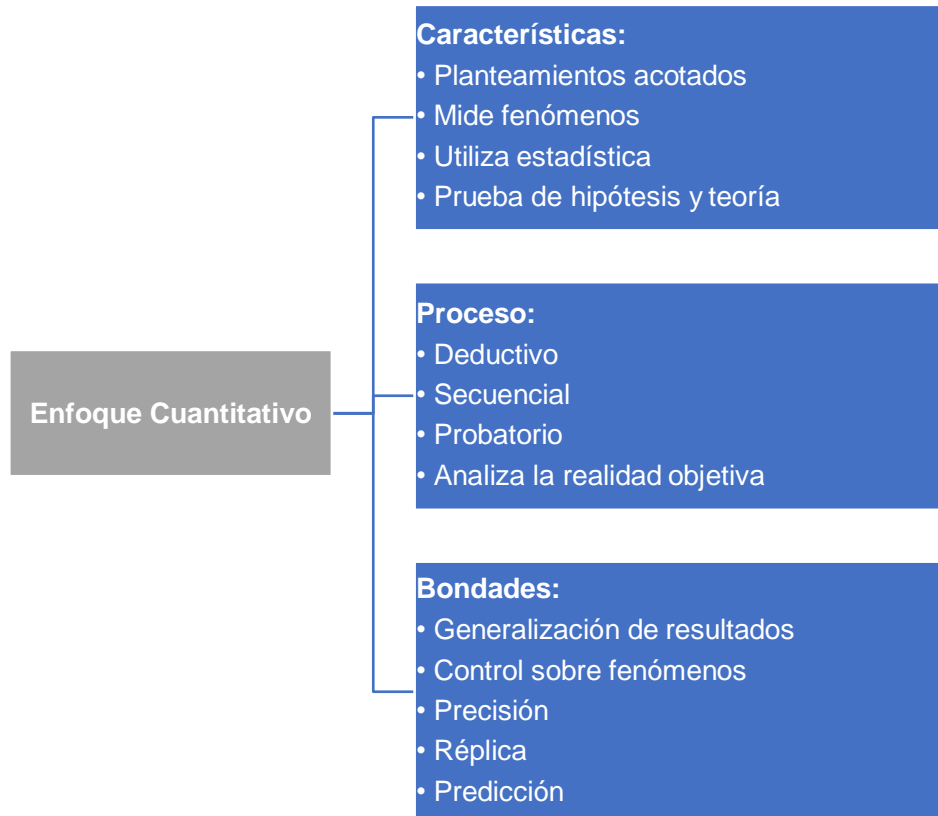 Enfoque Cuantitativo
Características:
• Planteamientos acotados
• Mide fenómenos
• Utiliza estadística
• Prueba de hipótesis y teoría
Proceso:
• Deductivo
• Secuencial
• Probatorio
• Analiza la realidad objetiva
Bondades:
• Generalización de resultados
• Control sobre fenómenos
• Precisión
• Réplica
• Predicción